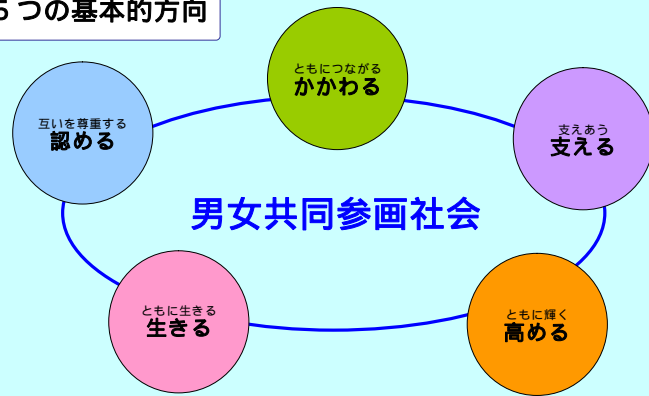 ５つの基本的方向
ともにつながる
かかわる
互いを尊重する
認める
支えあう
支える
男女共同参画社会
ともに生きる
生きる
ともに輝く
高める